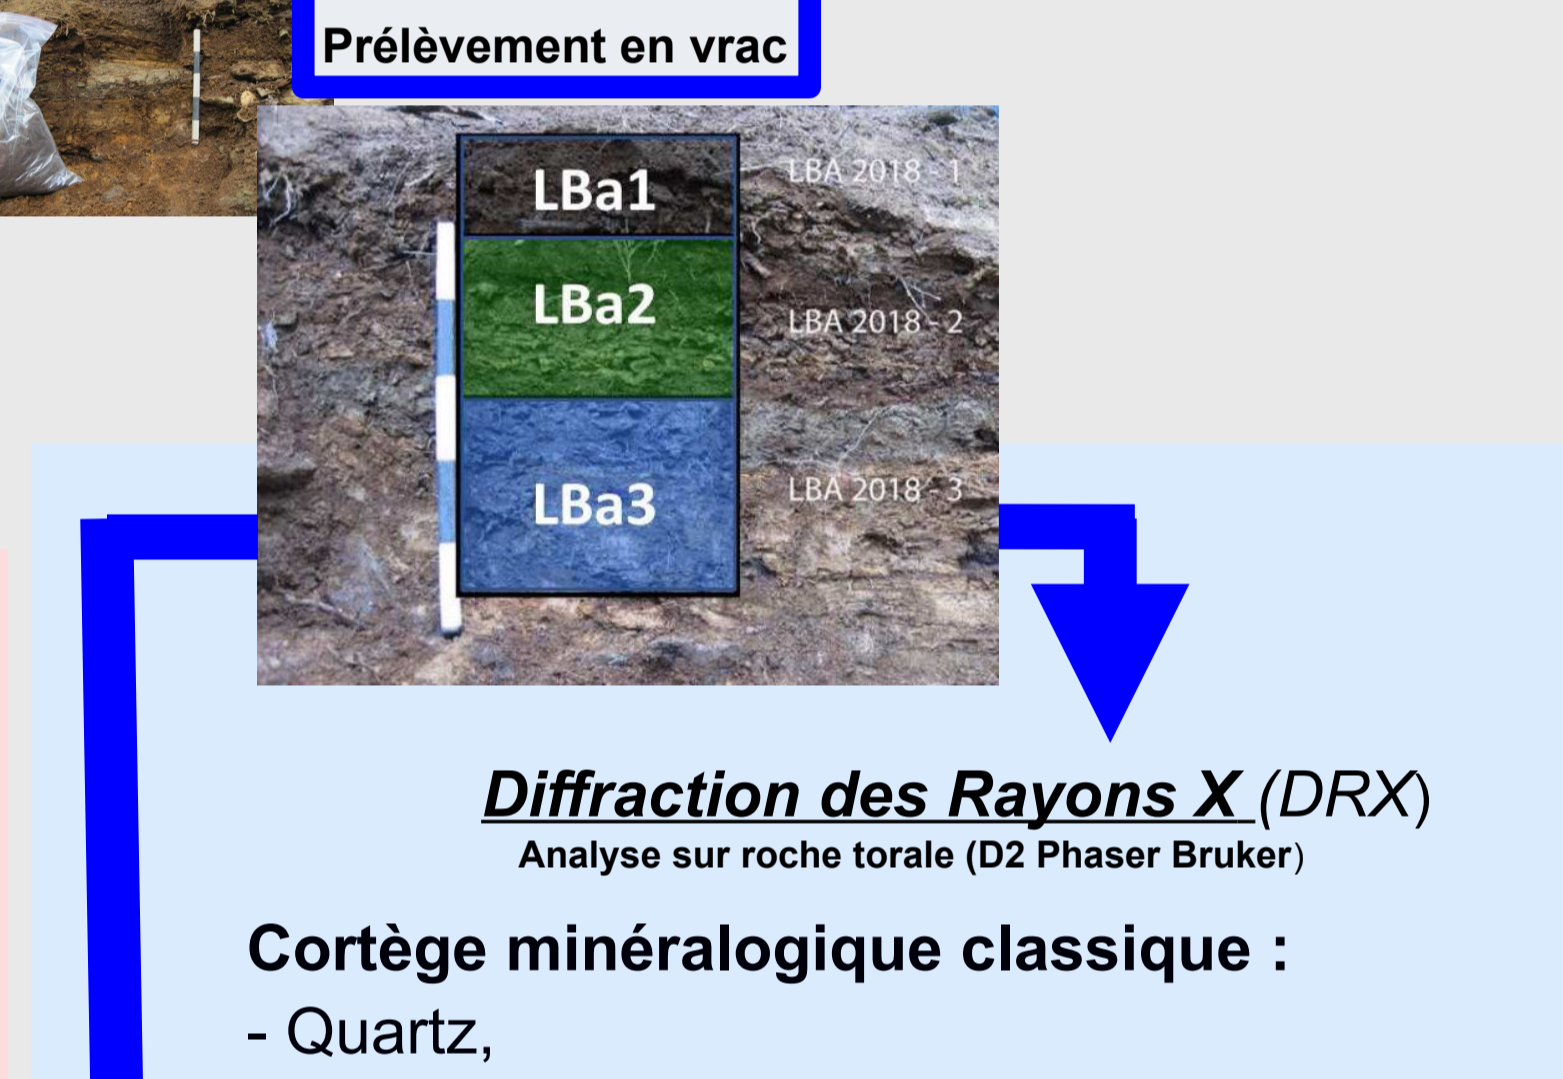 Prélèvement en vrac
LBa1
LBA 2018 - 1
LBa2
LBA 2018 - 2
LBa3
LBA 2018 - 3
Diffraction des Rayons X (DRX)
Analyse sur roche torale (D2 Phaser Bruker)
Cortège minéralogique classique :
- Quartz,